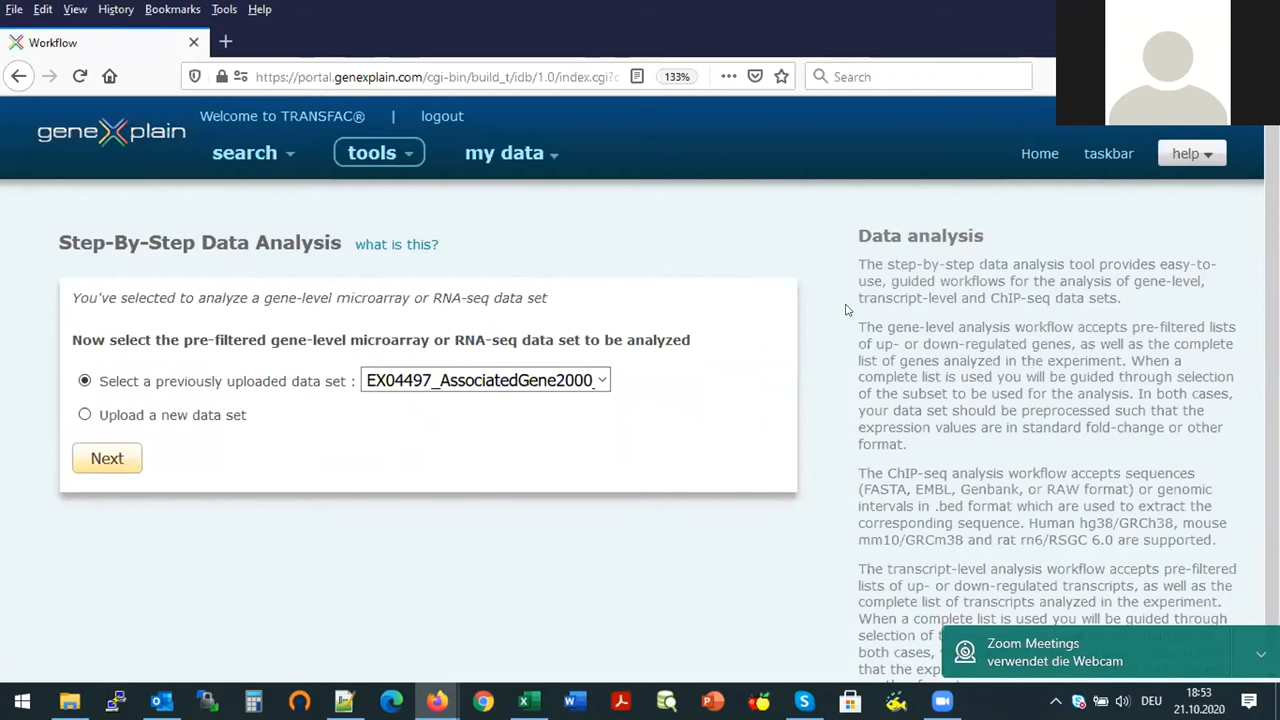 File Edit View History Bookmarks Tools Help
Workflow
https://portal.genexplain.com/cgi-bin/build_t/idb/1.0/index.cgi?c
133%
Search
geneXplain
Welcome to TRANSFAC® | logout
search
tools
my data
Home
taskbar
help
Step-By-Step Data Analysis what is this?
You've selected to analyze a gene-level microarray or RNA-seq data set
Now select the pre-filtered gene-level microarray or RNA-seq data set to be analyzed
Select a previously uploaded data set : EX04497_AssociatedGene2000_
Upload a new data set
Next
Data analysis
The step-by-step data analysis tool provides easy-to-
use, guided workflows for the analysis of gene-level,
transcript-level and ChIP-seq data sets.
The gene-level analysis workflow accepts pre-filtered lists
of up- or down-regulated genes, as well as the complete
list of genes analyzed in the experiment. When a
complete list is used you will be guided through selection
of the subset to be used for the analysis. In both cases,
your data set should be preprocessed such that the
expression values are in standard fold-change or other
format.
The ChIP-seq analysis workflow accepts sequences
(FASTA, EMBL, Genbank, or RAW format) or genomic
intervals in .bed format which are used to extract the
corresponding sequence. Human hg38/GRCh38, mouse
mm10/GRCm38 and rat rn6/RSGC 6.0 are supported.
The transcript-level analysis workflow accepts pre-filtered
lists of up- or down-regulated transcripts, as well as the
complete list of transcripts analyzed in the experiment.
When a complete list is used you will be guided through
selection of
both cases,
that the
Zoom Meetings
verwendet die Webcam
DEU
18:53
21.10.2020